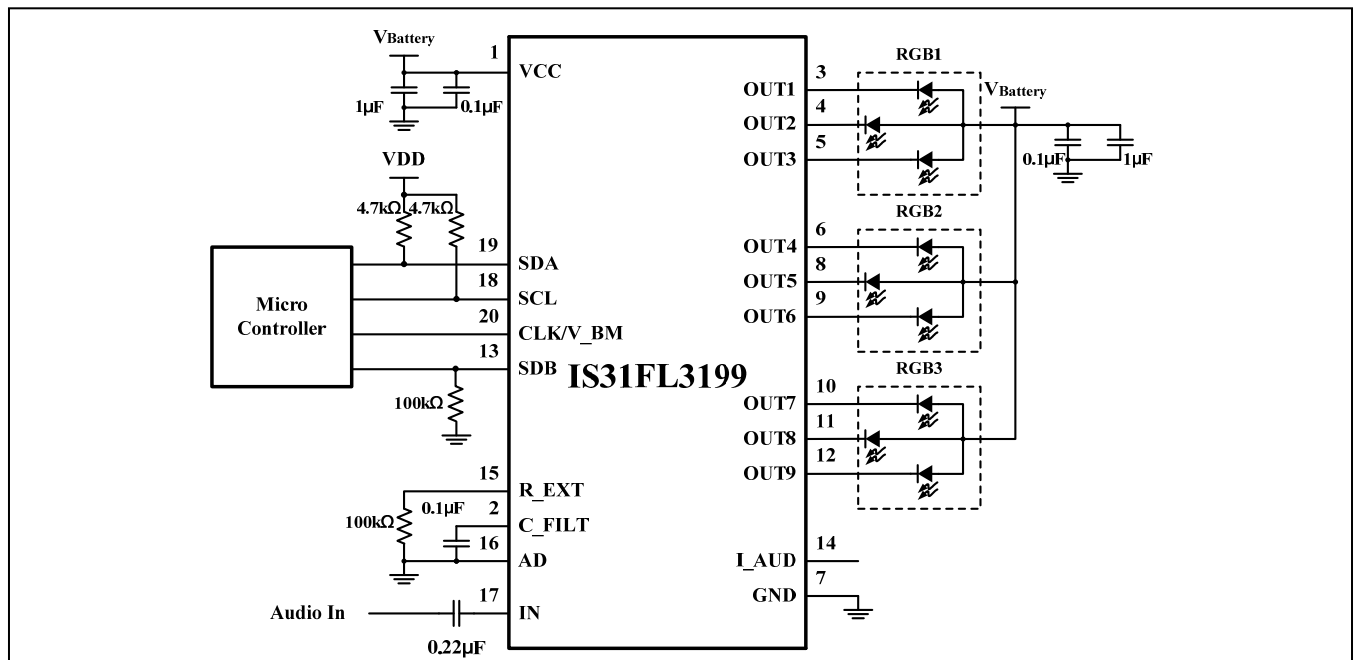 VBattery
1
VCC
1µF
0.1µF
VDD
4.7kΩ
4.7kΩ
19
SDA
18
SCL
20
CLK/V_BM
13
SDB
Micro
Controller
100kΩ
IS31FL3199
15
R_EXT
0.1µF
2
C_FILT
100kΩ
16
AD
17
Audio In
IN
0.22µF
RGB1
3
OUT1
4
OUT2
5
OUT3
VBattery
0.1µF
1µF
RGB2
6
OUT4
8
OUT5
9
OUT6
RGB3
10
OUT7
11
OUT8
12
OUT9
14
I_AUD
7
GND